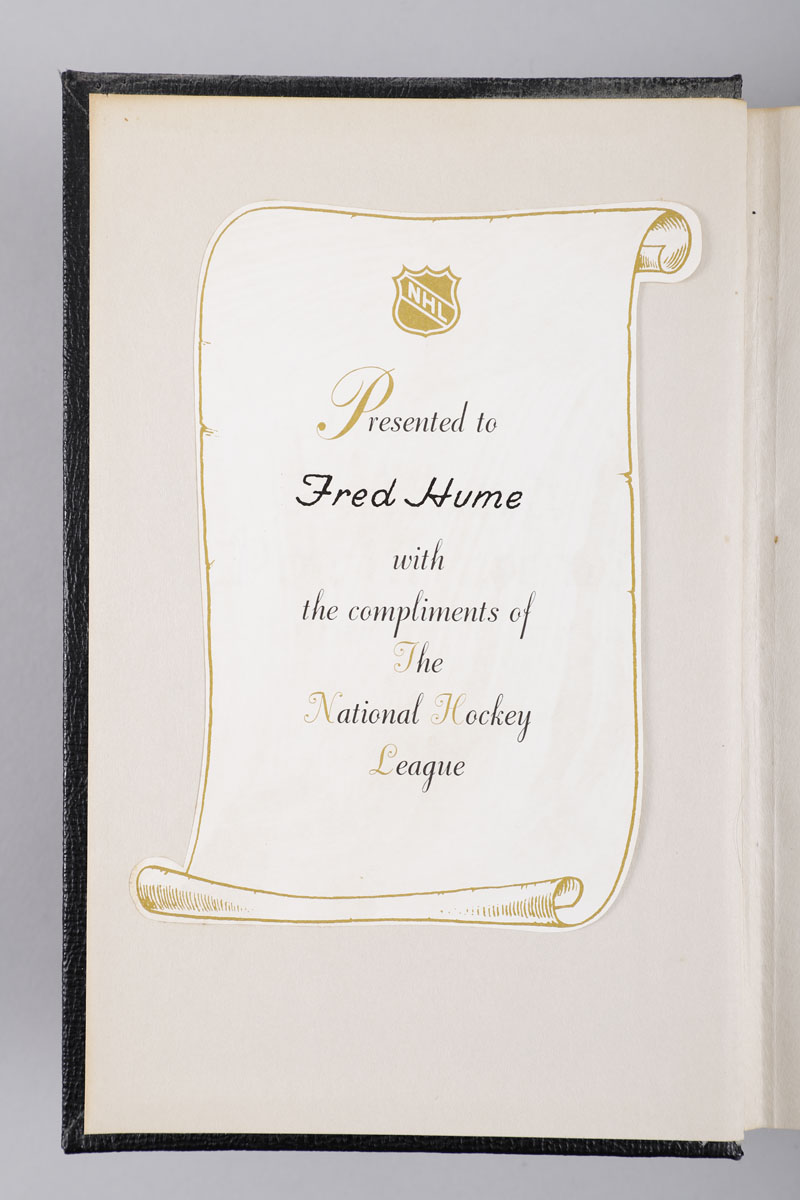 NHL
Presented to
Fred Hume
with
the compliments of
The
National Hockey
League